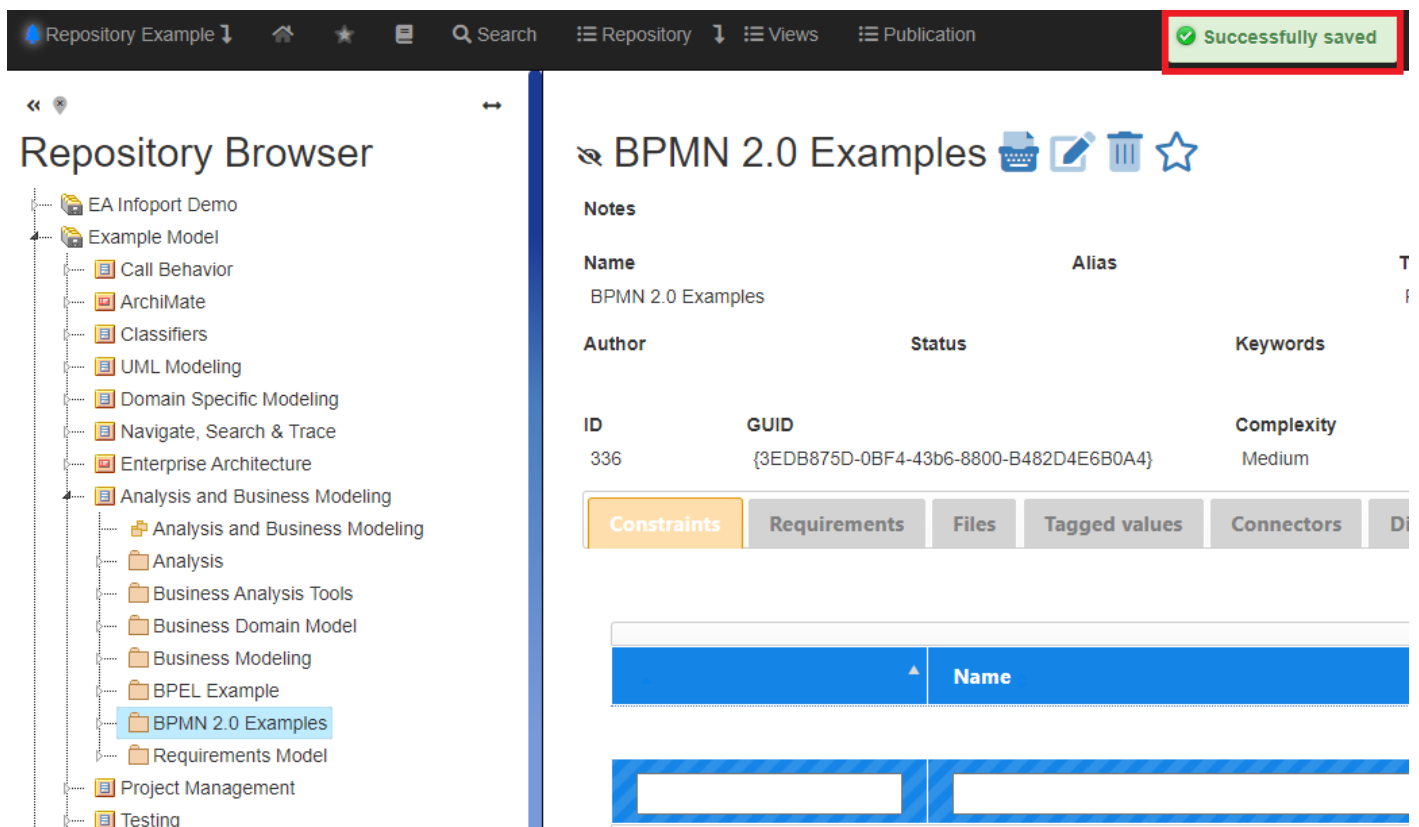 Repository Example Search Repository Views Publication Successfully saved
Repository Browser
EA Infoport Demo
Example Model
Call Behavior
ArchiMate
Classifiers
UML Modeling
Domain Specific Modeling
Navigate, Search & Trace
Enterprise Architecture
Analysis and Business Modeling
Analysis and Business Modeling
Analysis
Business Analysis Tools
Business Domain Model
Business Modeling
BPEL Example
BPMN 2.0 Examples
Requirements Model
Project Management
Testing
BPMN 2.0 Examples
Notes
Name Alias
BPMN 2.0 Examples
Author Status Keywords
ID GUID Complexity
336 {3EDB875D-0BF4-43b6-8800-B482D4E6B0A4} Medium
Constraints Requirements Files Tagged values Connectors Di
Name